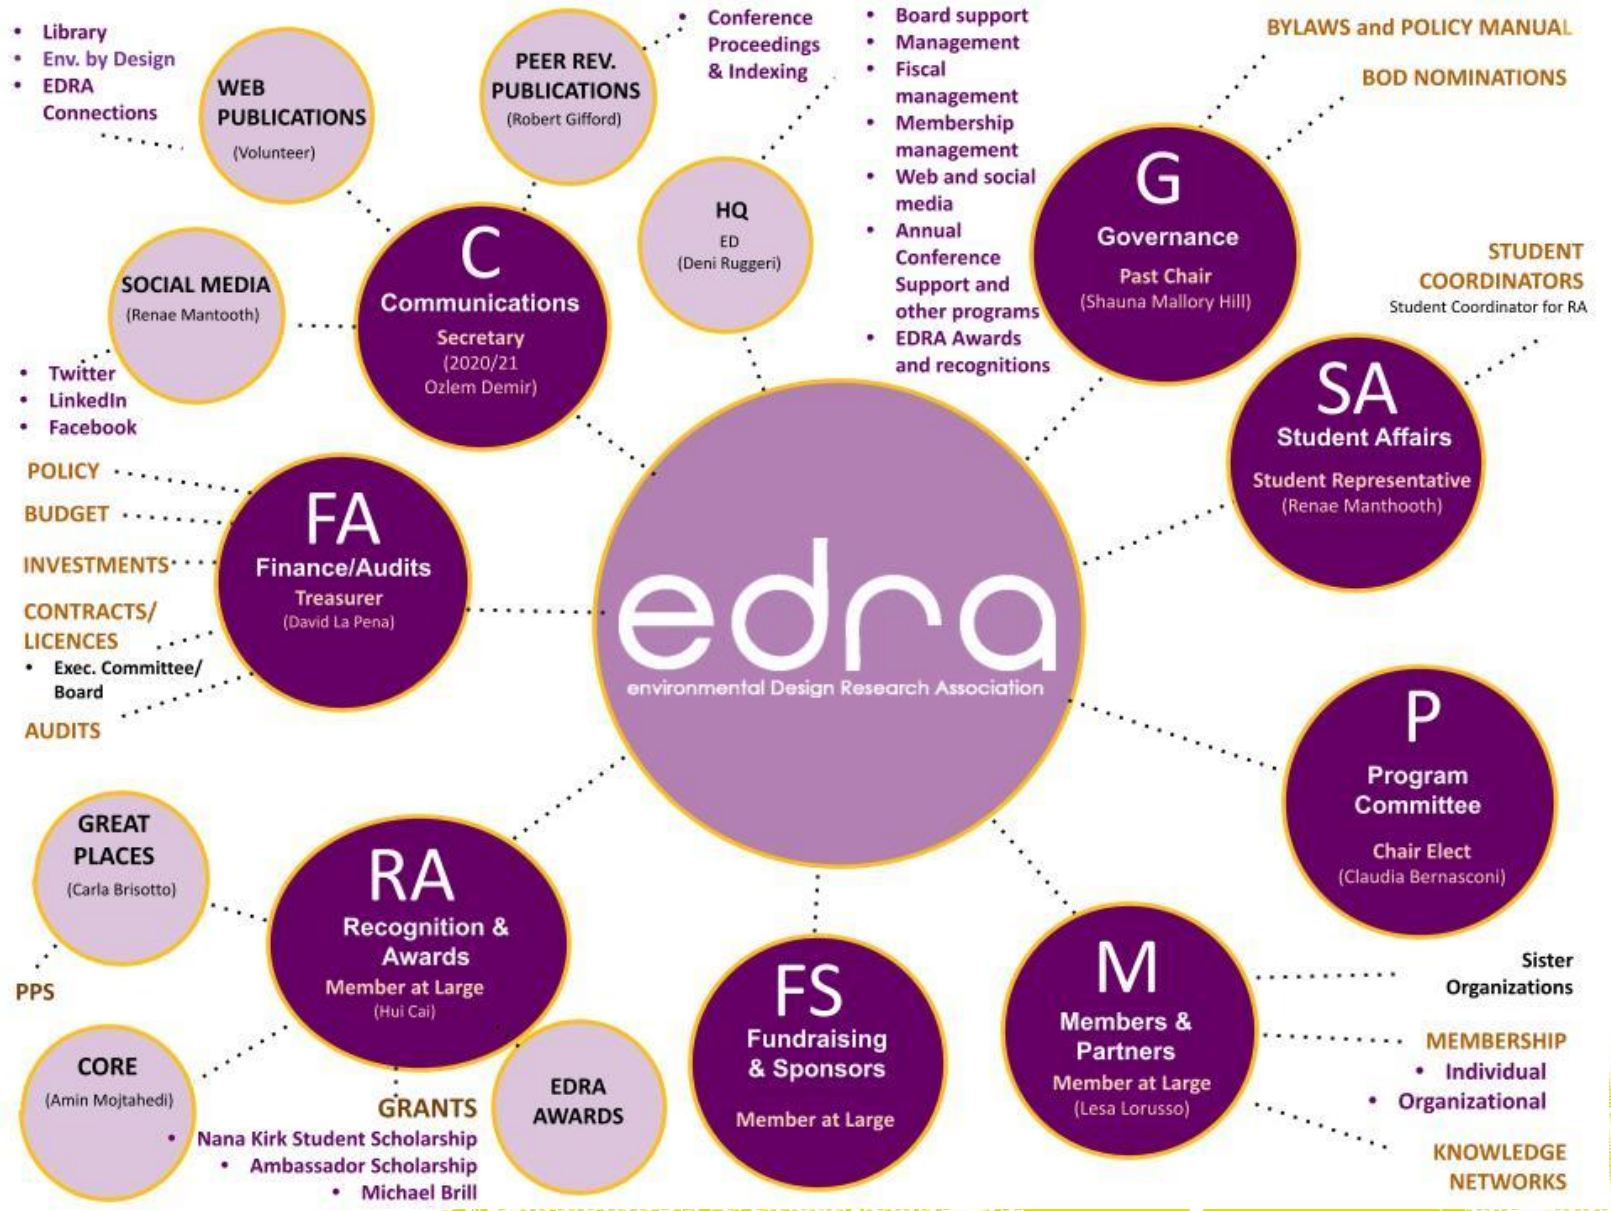 • Library
• Env. by Design
• EDRA
Connections
WEB
PUBLICATIONS
(Volunteer)
PEER REV.
PUBLICATIONS
(Robert Gifford)
• Conference
Proceedings
& Indexing
HQ
ED
(Deni Ruggeri)
• Board support
• Management
• Fiscal
management
• Membership
management
• Web and social
media
• Annual
Conference
Support and
other programs
• EDRA Awards
and recognitions
BYLAWS and POLICY MANUAL
BOD NOMINATIONS
G
Governance
Past Chair
(Shauna Mallory Hill)
STUDENT
COORDINATORS
Student Coordinator for RA
SA
Student Affairs
Student Representative
(Renae Manthooth)
C
Communications
Secretary
(2020/21
Ozlem Demir)
SOCIAL MEDIA
(Renae Mantooth)
• Twitter
• LinkedIn
• Facebook
POLICY
BUDGET
INVESTMENTS
CONTRACTS/
LICENCES
• Exec. Committee/
Board
AUDITS
FA
Finance/Audits
Treasurer
(David La Pena)
edra
environmental Design Research Association
P
Program
Committee
Chair Elect
(Claudia Bernasconi)
GREAT
PLACES
(Carla Brisotto)
PPS
RA
Recognition &
Awards
Member at Large
(Hui Cai)
CORE
(Amin Mojtahedi)
GRANTS
• Nana Kirk Student Scholarship
• Ambassador Scholarship
• Michael Brill
EDRA
AWARDS
FS
Fundraising
& Sponsors
Member at Large
M
Members &
Partners
Member at Large
(Lesa Lorusso)
Sister
Organizations
MEMBERSHIP
• Individual
• Organizational
KNOWLEDGE
NETWORKS